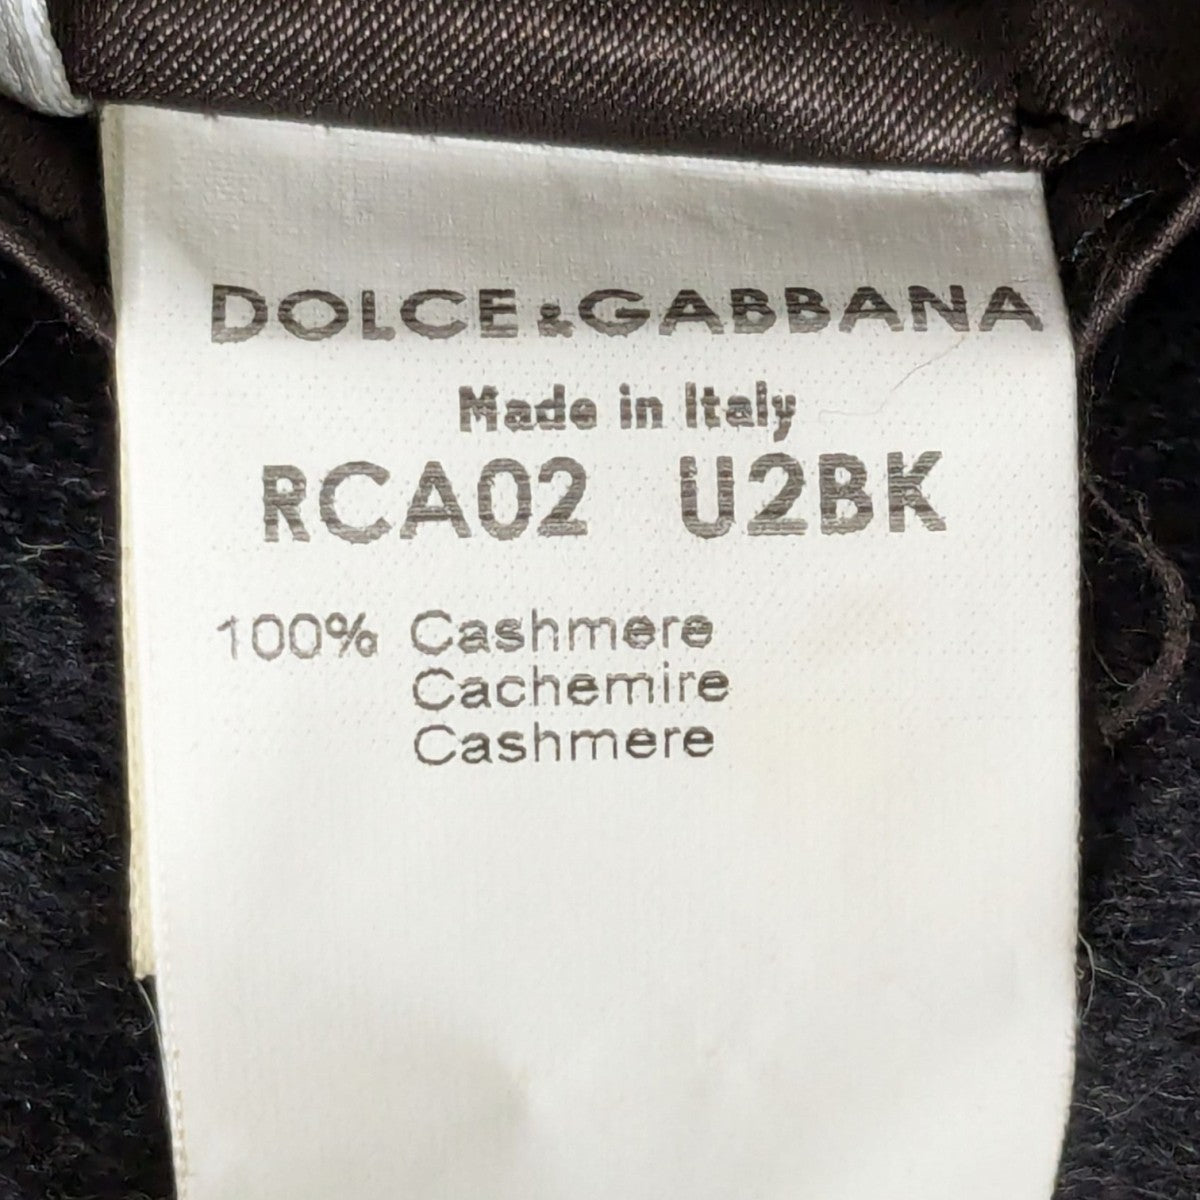 DOLCE&GABBANA
Made in Italy
RCA02 U2BK
100% Cashmere
Cachemire
Cashmere